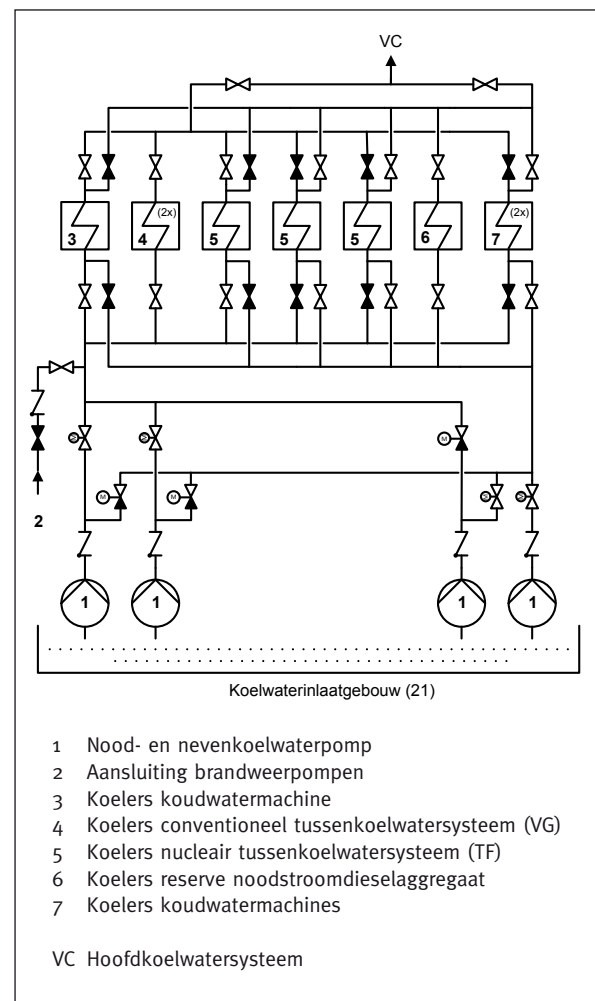 VC
(2x)
(2x)
3
4
5
5
5
6
7
M
M
M
M
M
M
M
M
2
1
1
1
1
Koelwaterinlaatgebouw (21)
1 Nood- en nevenkoelwaterpomp
2 Aansluiting brandweerpompen
3 Koelers koudwatermachine
4 Koelers conventioneel tussenkoelwatersysteem (VG)
5 Koelers nucleair tussenkoelwatersysteem (TF)
6 Koelers reserve noodstroomdieselaggregaat
7 Koelers koudwatermachines
VC Hoofdkoelwatersysteem